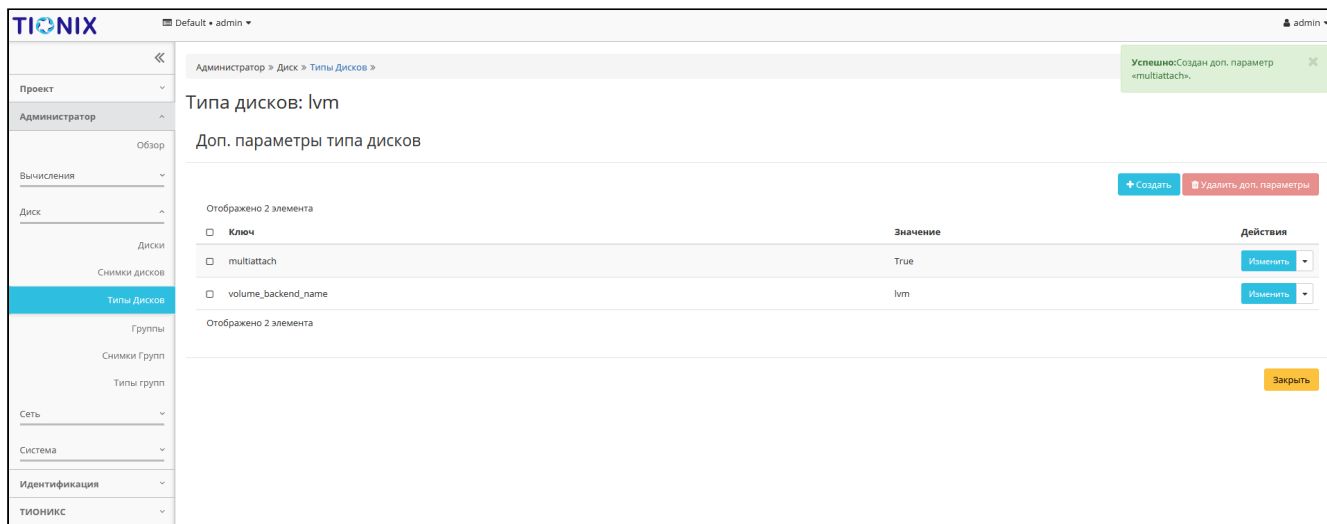 TIONIX
Default • admin
admin
Администратор » Диск » Типы Дисков »
Успешно:Создан доп. параметр
«multiattach».
Проект
Администратор
Обзор
Вычисления
Диск
Диски
Снимки дисков
Типы Дисков
Группы
Снимки Групп
Типы групп
Сеть
Система
Идентификация
ТИОНИКС
Типа дисков: lvm
Доп. параметры типа дисков
+ Создать Удалить доп. параметры
Отображено 2 элемента
Ключ Значение Действия
multiattach True Изменить
volume_backend_name lvm Изменить
Отображено 2 элемента
Закрыть